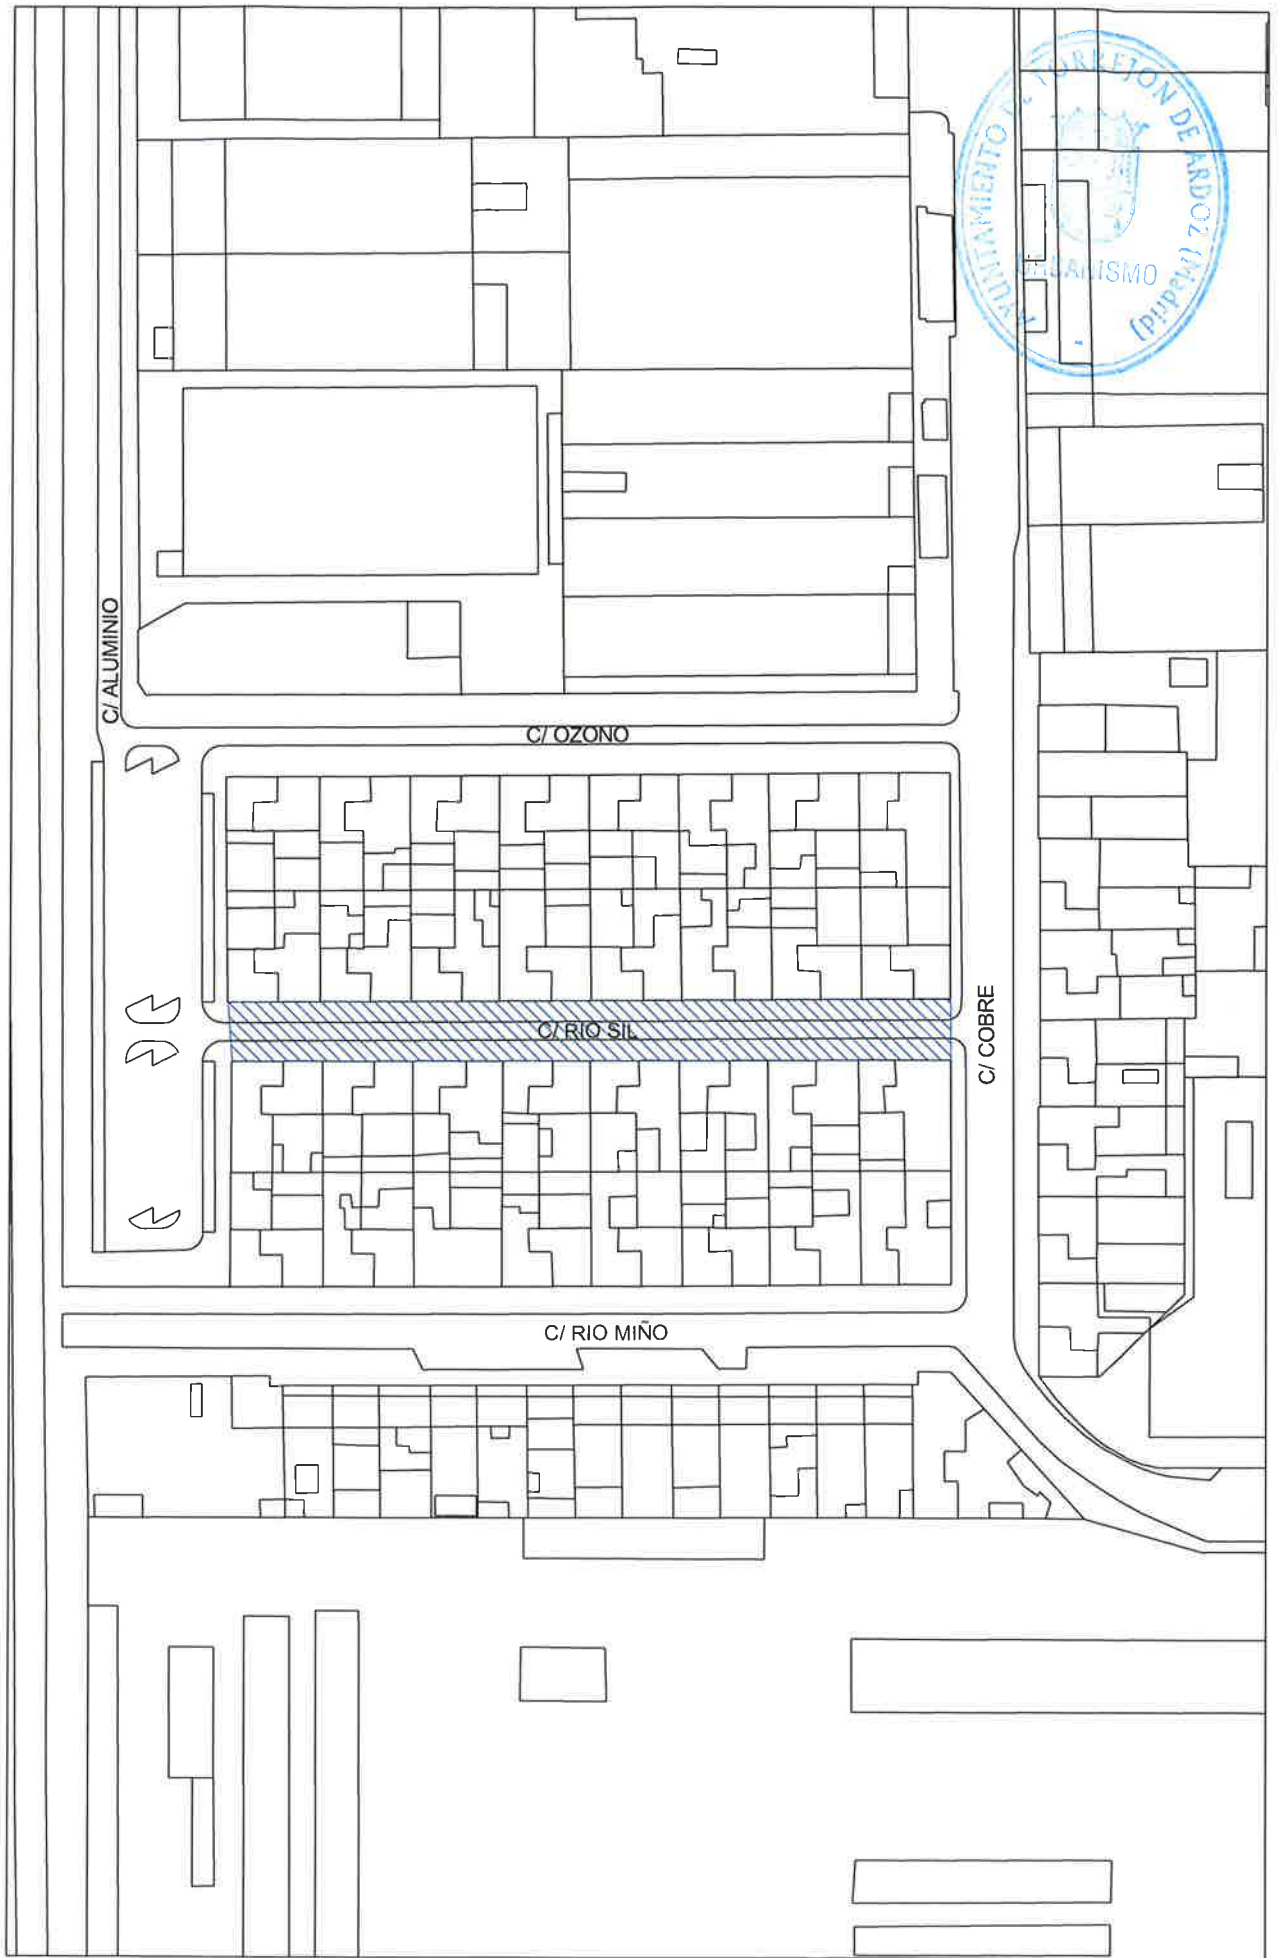 AYUNTAMIENTO DE TORREJON DE ARDOZ (Madrid)
URBANISMO
C/ ALUMINIO
C/ OZONO
C/ RIO SIL
C/ COBRE
C/ RIO MIÑO